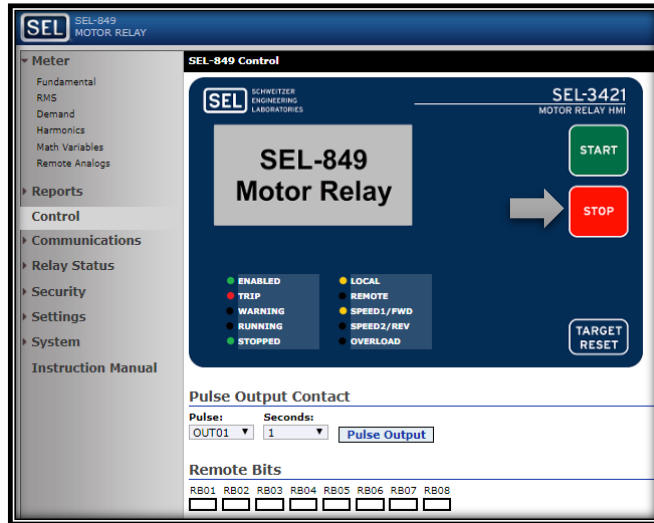 SEL SEL-849
MOTOR RELAY
Meter
Fundamental
RMS
Demand
Harmonics
Math Variables
Remote Analogs
Reports
Control
Communications
Relay Status
Security
Settings
System
Instruction Manual
SEL-849 Control
SEL SCHWEITZER
ENGINEERING
LABORATORIES
SEL-3421
MOTOR RELAY HMI
SEL-849
Motor Relay
START
STOP
ENABLED LOCAL
TRIP REMOTE
WARNING SPEED1/FWD
RUNNING SPEED2/REV
STOPPED OVERLOAD
TARGET
RESET
Pulse Output Contact
Pulse: Seconds:
OUT01 1 Pulse Output
Remote Bits
RB01 RB02 RB03 RB04 RB05 RB06 RB07 RB08